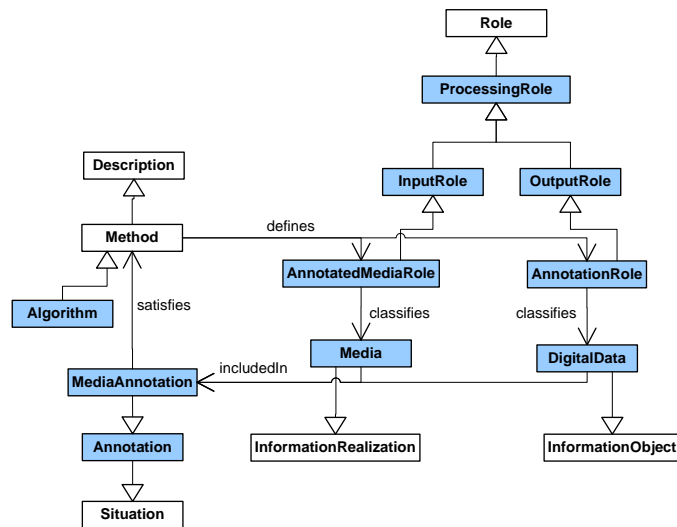 Role
ProcessingRole
Description
InputRole
OutputRole
Method
defines
AnnotatedMediaRole
AnnotationRole
Algorithm
satisfies
classifies
classifies
Media
DigitalData
MediaAnnotation
includedIn
Annotation
InformationRealization
InformationObject
Situation